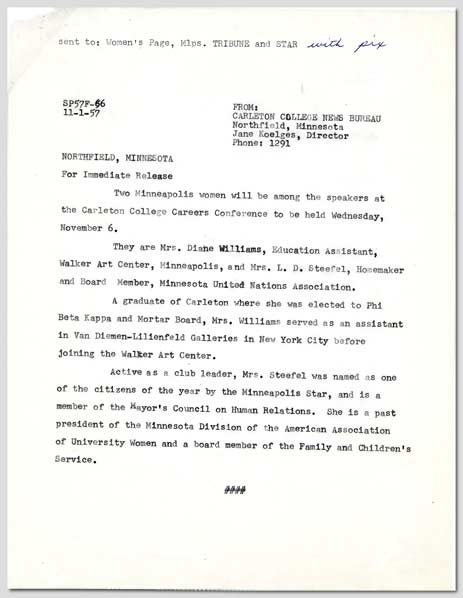 sent to: Women's Page, Mlps. TRIBUNE and STAR with pix
SP57F-66
11-1-57
FROM:
CARLETON COLLEGE NEWS BUREAU
Northfield, Minnesota
Jane Koelges, Director
Phone: 1291
NORTHFIELD, MINNESOTA
For Immediate Release
Two Minneapolis women will be among the speakers at
the Carleton College Careers Conference to be held Wednesday,
November 6.
They are Mrs. Diane Williams, Education Assistant,
Walker Art Center, Minneapolis, and Mrs. L. D. Steefel, Homemaker
and Board Member, Minnesota United Nations Association.
A graduate of Carleton where she was elected to Phi
Beta Kappa and Mortar Board, Mrs. Williams served as an assistant
in Van Diemen-Lilienfeld Galleries in New York City before
joining the Walker Art Center.
Active as a club leader, Mrs. Steefel was named as one
of the citizens of the year by the Minneapolis Star, and is a
member of the Mayor's Council on Human Relations. She is a past
president of the Minnesota Division of the American Association
of University Women and a board member of the Family and Children's
Service.
####